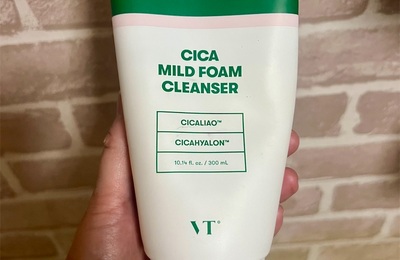 CICA
MILD FOAM
CLEANSER
CICALIAO™
CICAHYALON™
10.14 fl. oz. / 300 mL
VT®